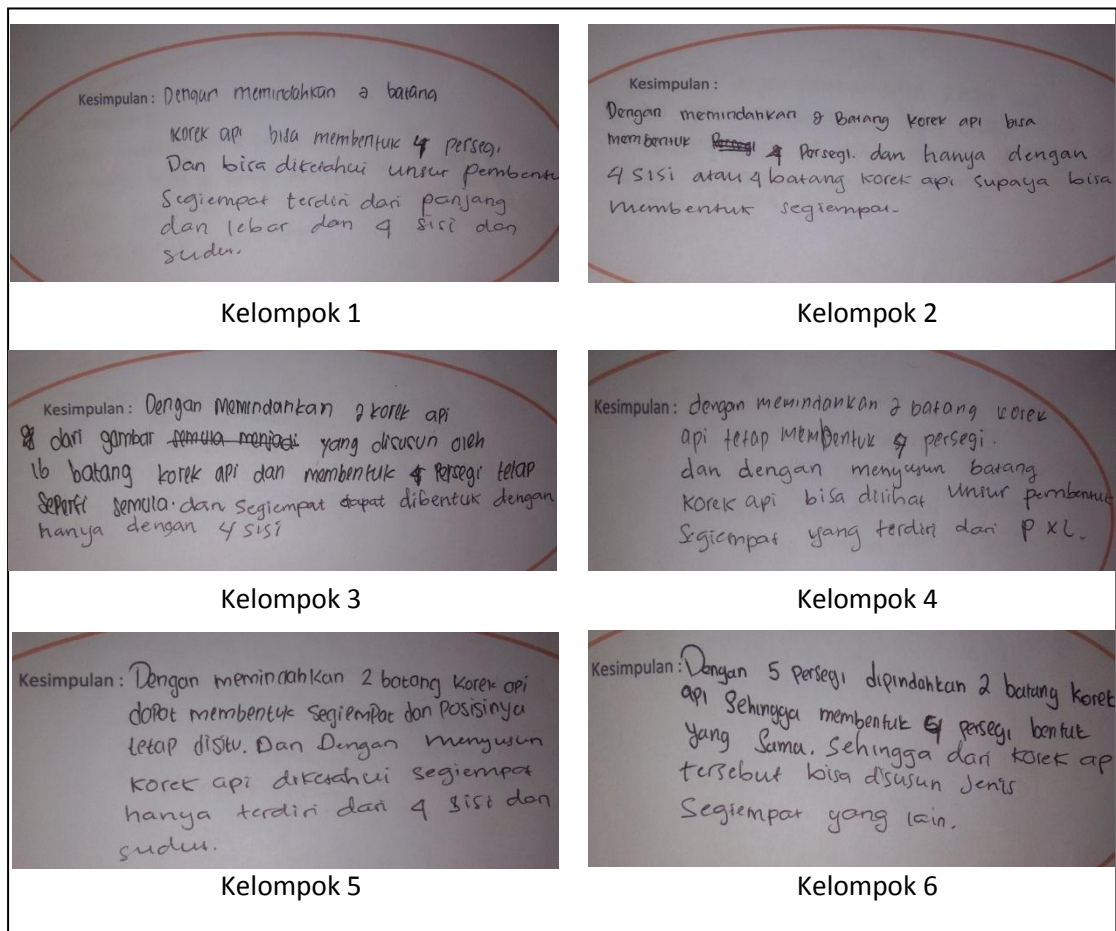 Kesimpulan : Dengan memindahkan 2 batang
korek api bisa membentuk 4 persegi.
Dan bisa diketahui unsur pembentu
Segiempat terdiri dari panjang
dan lebar dan 4 sisi dan
sudut.
Kelompok 1
Kesimpulan :
Dengan memindahkan 2 Batang korek api bisa
membentuk 4 Persegi. dan hanya dengan
4 sisi atau 4 batang korek api supaya bisa
membentuk segiempat.
Kelompok 2
Kesimpulan : Dengan Memindahkan 2 korek api
dari gambar semula menjadi yang disusun oleh
16 batang korek api dan membentuk 4 Persegi tetap
seperti semula. dan segiempat dapat dibentuk dengan
hanya dengan 4 sisi
Kelompok 3
Kesimpulan : dengan memindahkan 2 batang korek
api tetap membentuk persegi.
dan dengan menyusun batang
korek api bisa dilihat unsur pembentuk
Segiempat yang terdiri dari P x L.
Kelompok 4
Kesimpulan : Dengan memindahkan 2 batang korek api
dapat membentuk segiempat dan Posisinya
tetap disitu. Dan Dengan menyusun
korek api diketahui segiempat
hanya terdiri dari 4 sisi dan
sudut.
Kelompok 5
Kesimpulan : Dengan 5 persegi dipindahkan 2 batang korek
api Sehingga membentuk persegi bentuk
yang Sama. Sehingga dari korek ap
tersebut bisa disusun Jenis
Segiempat yang lain.
Kelompok 6